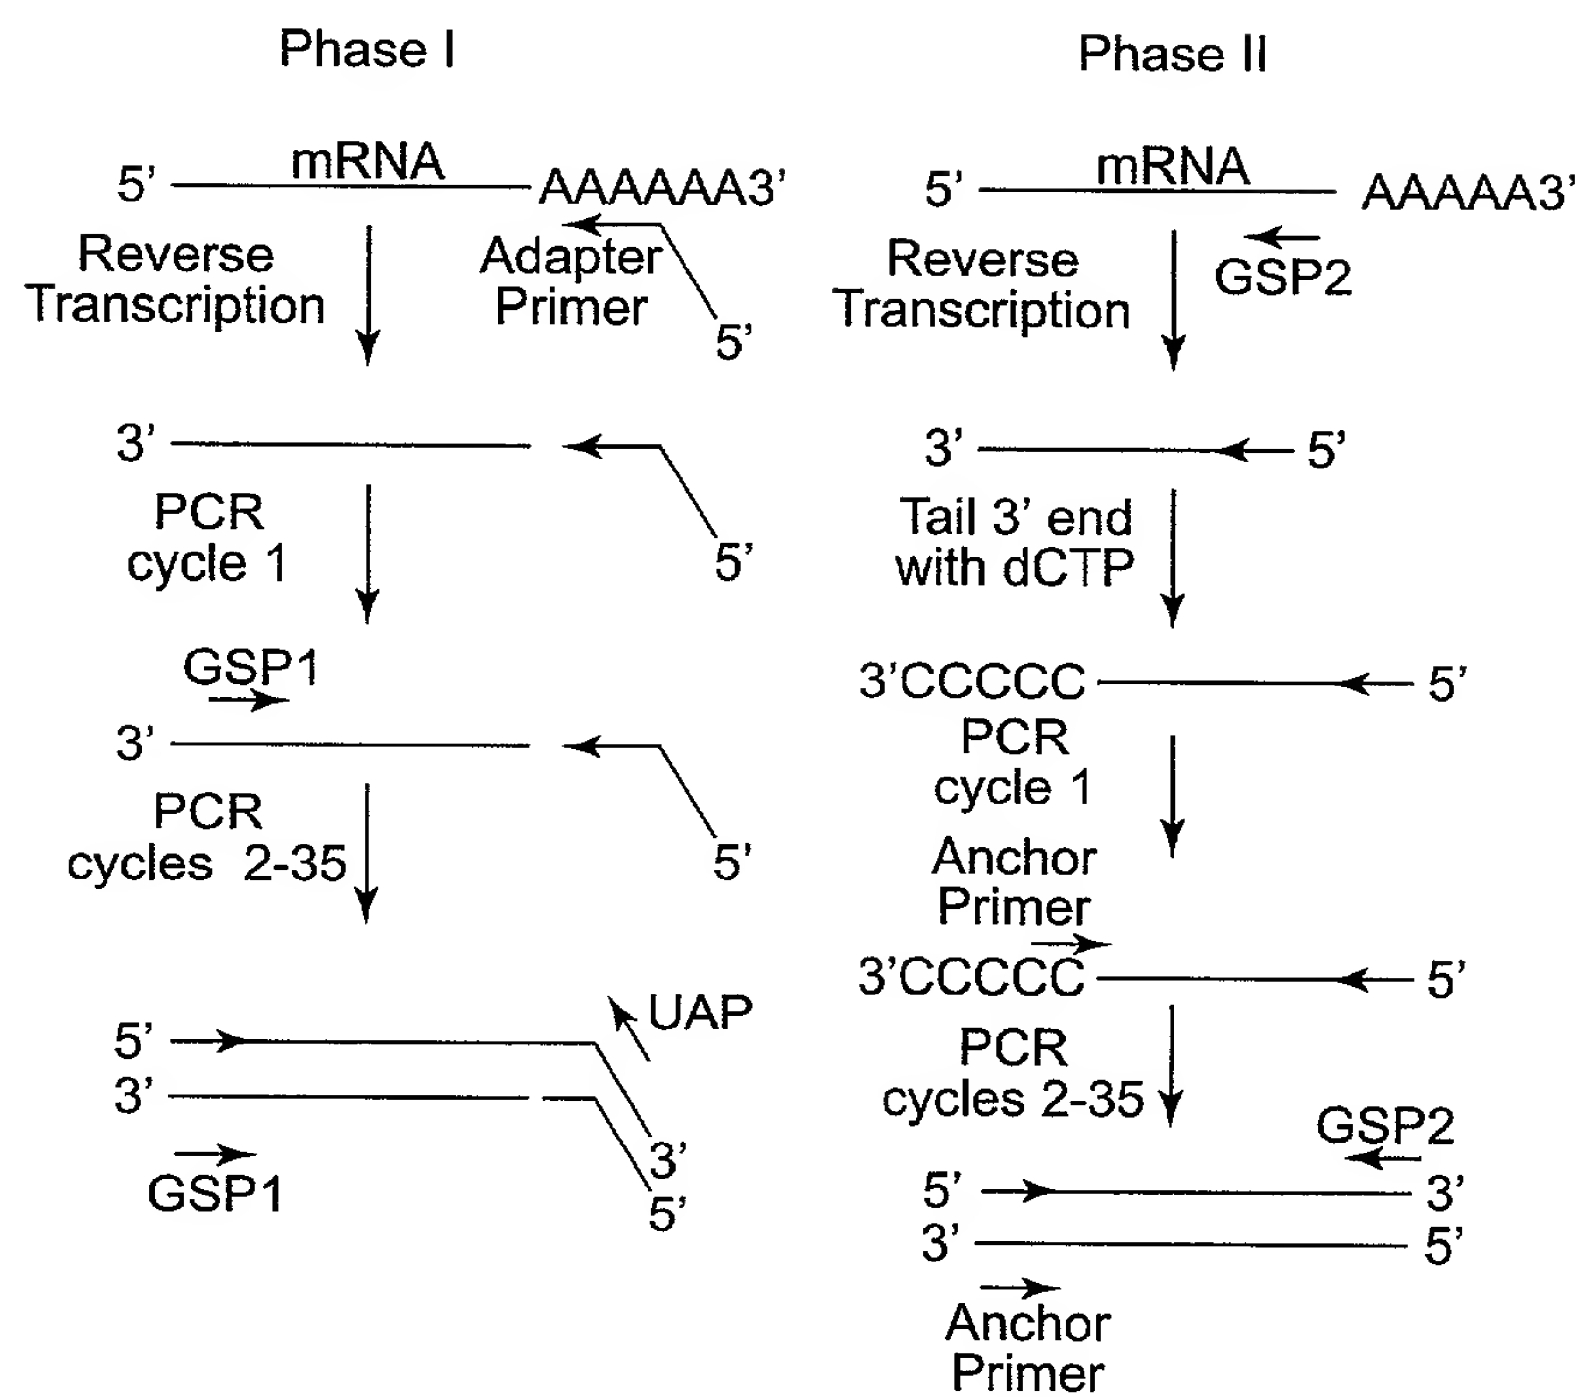 Phase I
mRNA
5' AAAAAA3'
Reverse
Transcription
Adapter
Primer
5'
3'
PCR
cycle 1
5'
GSP1
3'
PCR
cycles 2-35
5'
UAP
5'
3'
3'
5'
GSP1
Phase II
mRNA
5' AAAAA3'
Reverse
Transcription
GSP2
3' 5'
Tail 3' end
with dCTP
3'CCCCC 5'
PCR
cycle 1
Anchor
Primer
3'CCCCC 5'
PCR
cycles 2-35
GSP2
5' 3'
3' 5'
Anchor
Primer